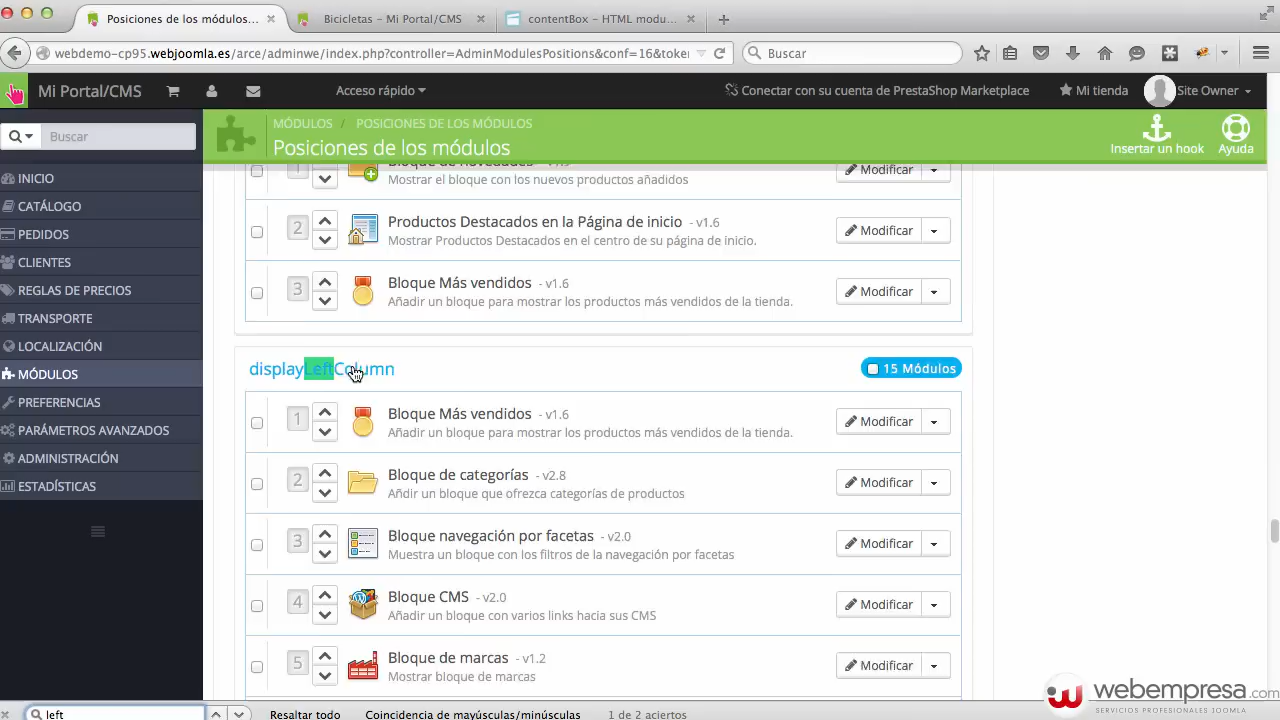 Posiciones de los módulos...
Bicicletas – Mi Portal/CMS
contentBox – HTML modu...
webdemo-cp95.webjoomla.es/arce/adminwe/index.php?controller=AdminModulesPositions&conf=16&toke
Buscar
Mi Portal/CMS
Acceso rápido
Conectar con su cuenta de PrestaShop Marketplace
Mi tienda
Site Owner
Buscar
MÓDULOS / POSICIONES DE LOS MÓDULOS
Posiciones de los módulos
Insertar un hook
Ayuda
INICIO
CATÁLOGO
PEDIDOS
CLIENTES
REGLAS DE PRECIOS
TRANSPORTE
LOCALIZACIÓN
MÓDULOS
PREFERENCIAS
PARÁMETROS AVANZADOS
ADMINISTRACIÓN
ESTADÍSTICAS
1 Bloque de novedades Modificar
Mostrar el bloque con los nuevos productos añadidos
2 Productos Destacados en la Página de inicio - v1.6 Modificar
Mostrar Productos Destacados en el centro de su página de inicio.
3 Bloque Más vendidos - v1.6 Modificar
Añadir un bloque para mostrar los productos más vendidos de la tienda.
displayLeftColumn 15 Módulos
1 Bloque Más vendidos - v1.6 Modificar
Añadir un bloque para mostrar los productos más vendidos de la tienda.
2 Bloque de categorías - v2.8 Modificar
Añdir un bloque que ofrezca categorías de productos
3 Bloque navegación por facetas - v2.0 Modificar
Muestra un bloque con los filtros de la navegación por facetas
4 Bloque CMS - v2.0 Modificar
Añadir un bloque con varios links hacia sus CMS
5 Bloque de marcas - v1.2 Modificar
Mostrar bloque de marcas
left
Resaltar todo
Coincidencia de mayúsculas/minúsculas
1 de 2 aciertos
webempresa.com
SERVICIOS PROFESIONALES JOOMLA